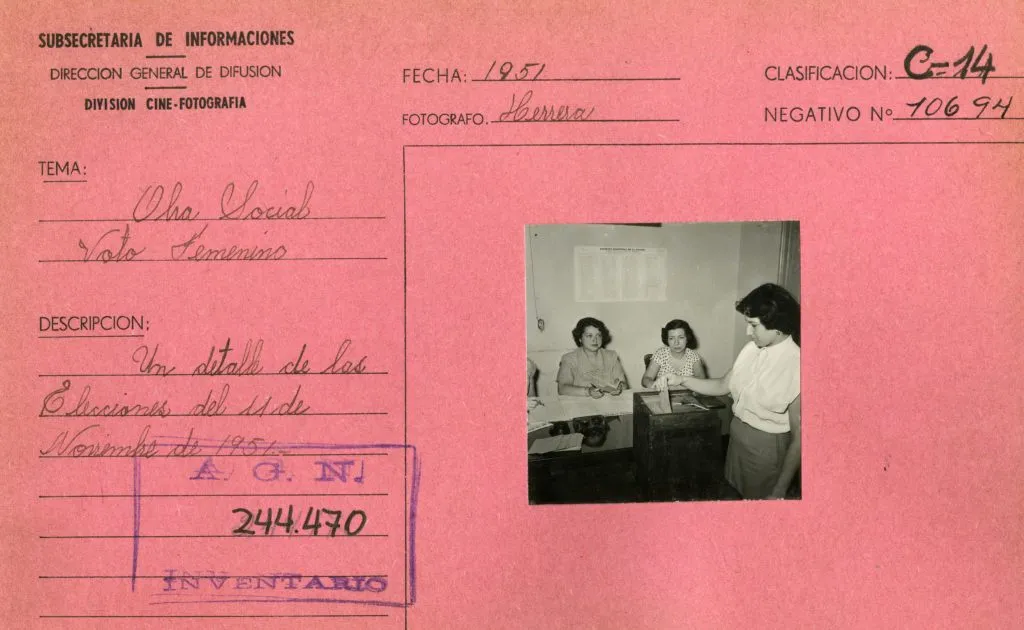 SUBSECRETARIA DE INFORMACIONES
DIRECCION GENERAL DE DIFUSION
DIVISION CINE-FOTOGRAFIA
FECHA: 1951
FOTOGRAFO. Herrera
CLASIFICACION: C-14
NEGATIVO Nº 10694
TEMA:
Obra Social
Voto Femenino
DESCRIPCION:
Un detalle de las
Elecciones del 11 de
Noviembre de 1951.-
A. G. N.
244.470
INVENTARIO